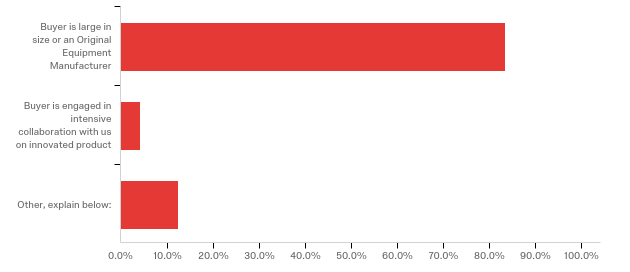 Buyer is large in
size or an Original
Equipment
Manufacturer
Buyer is engaged in
intensive
collaboration with us
on innovated product
Other, explain below:
0.0% 10.0% 20.0% 30.0% 40.0% 50.0% 60.0% 70.0% 80.0% 90.0% 100.0%